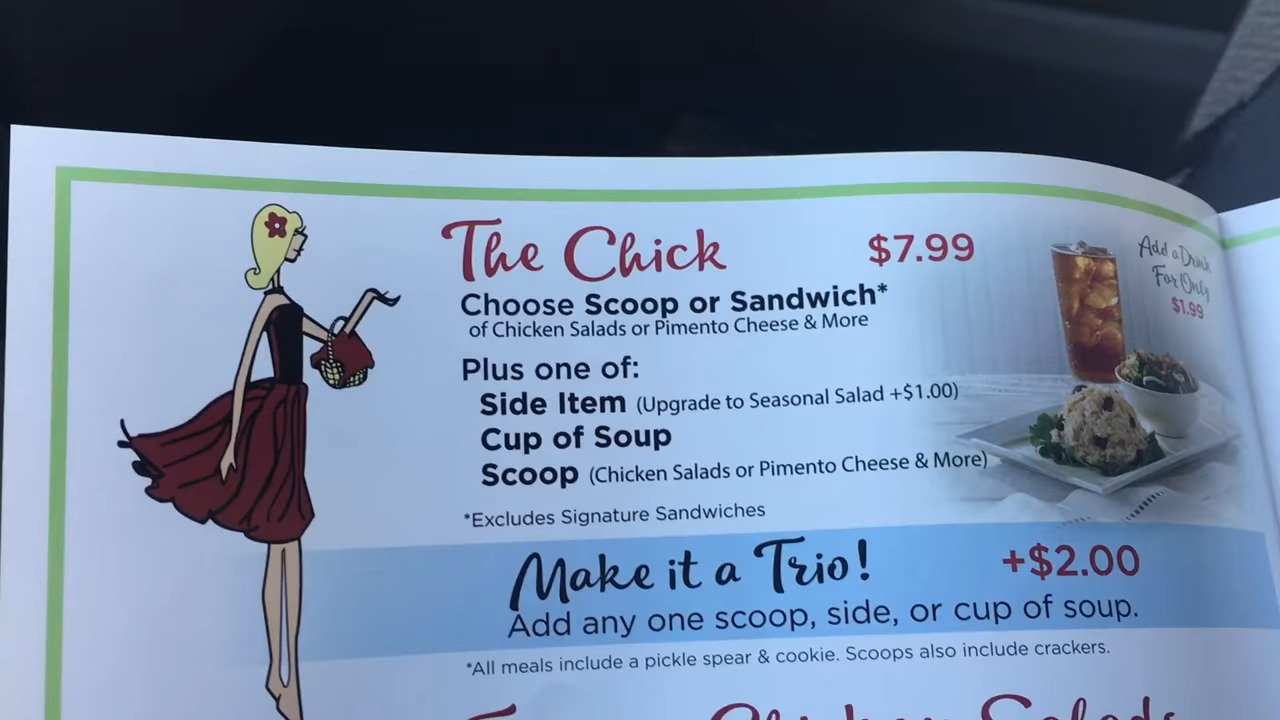 The Chick $7.99
Choose Scoop or Sandwich*
of Chicken Salads or Pimento Cheese & More
Plus one of:
Side Item (Upgrade to Seasonal Salad +$1.00)
Cup of Soup
Scoop (Chicken Salads or Pimento Cheese & More)
*Excludes Signature Sandwiches
Add a Drink
For Only
$1.99
Make it a Trio! +$2.00
Add any one scoop, side, or cup of soup.
*All meals include a pickle spear & cookie. Scoops also include crackers.
Chicken Salads